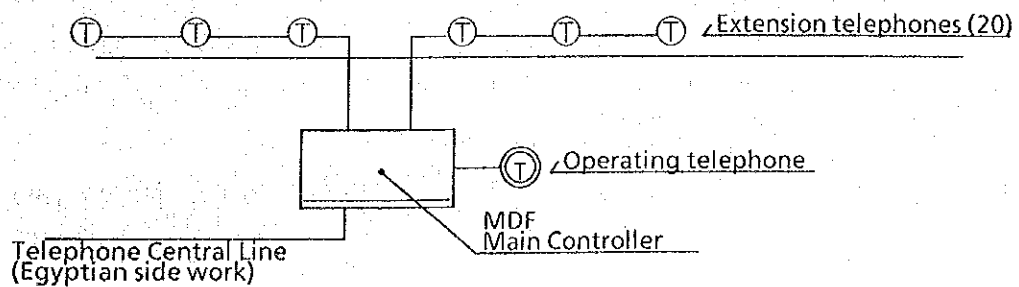 T T T T T T Extension telephones (20)
T Operating telephone
MDF
Main Controller
Telephone Central Line
(Egyptian side work)